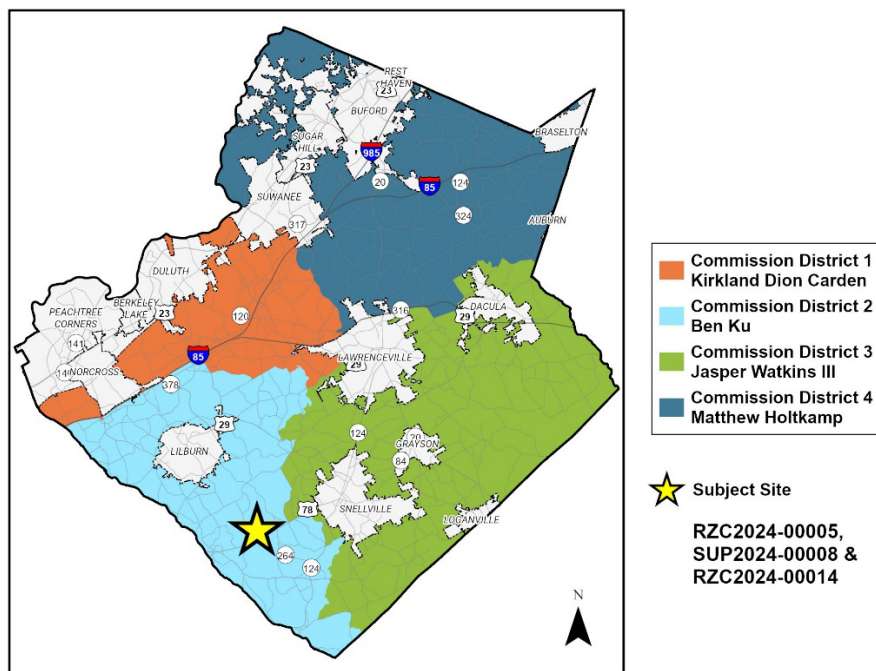 REST
HAVEN
23
BUFORD
SUGAR
HILL
23
985
20
85
124
BRASELTON
SUWANEE
317
324
AUBURN
DULUTH
BERKELEY
LAKE
23
PEACHTREE
CORNERS
141
14
NORCROSS
120
85
378
316
DACULA
29
LAWRENCEVILLE
29
29
LILBURN
124
20
GRAYSON
84
78
SNELLVILLE
LOGANVILLE
264
124
N
Commission District 1
Kirkland Dion Carden
Commission District 2
Ben Ku
Commission District 3
Jasper Watkins III
Commission District 4
Matthew Holtkamp
Subject Site
RZC2024-00005,
SUP2024-00008 &
RZC2024-00014